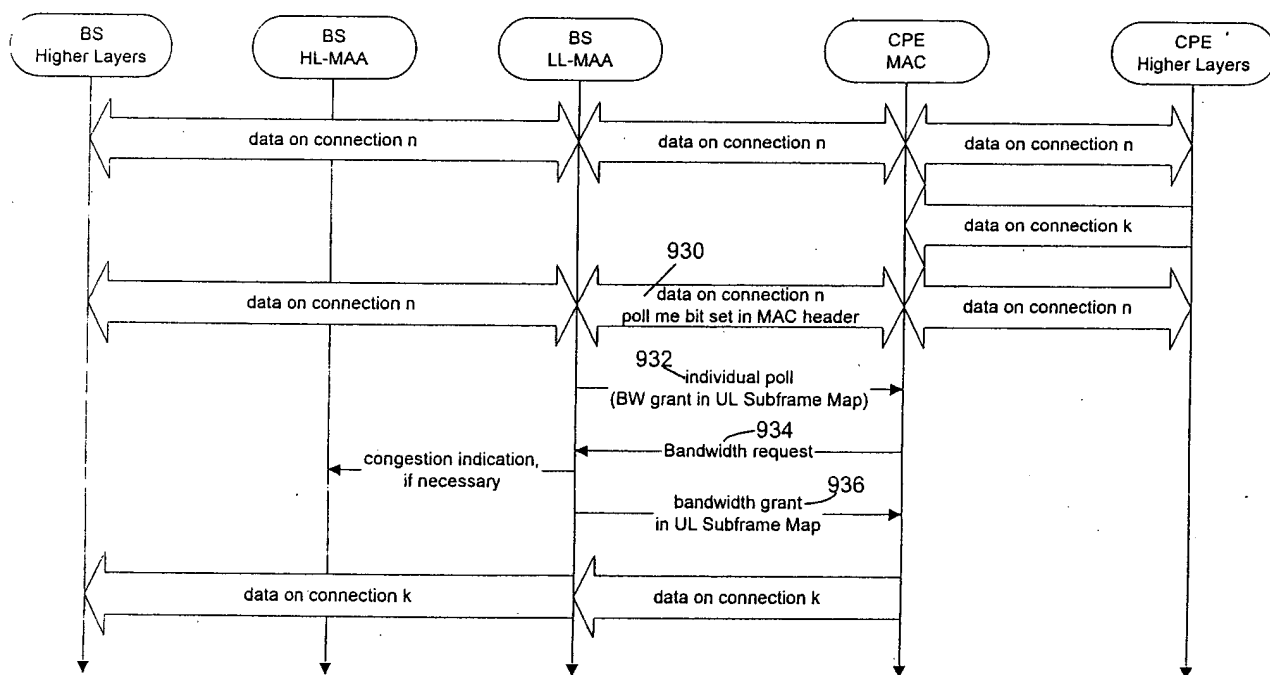 BS
Higher Layers
BS
HL-MAA
BS
LL-MAA
CPE
MAC
CPE
Higher Layers
data on connection n
data on connection n
data on connection n
data on connection k
930
data on connection n
data on connection n
poll me bit set in MAC header
data on connection n
932
individual poll
(BW grant in UL Subframe Map)
934
Bandwidth request
congestion indication,
if necessary
936
bandwidth grant
in UL Subframe Map
data on connection k
data on connection k